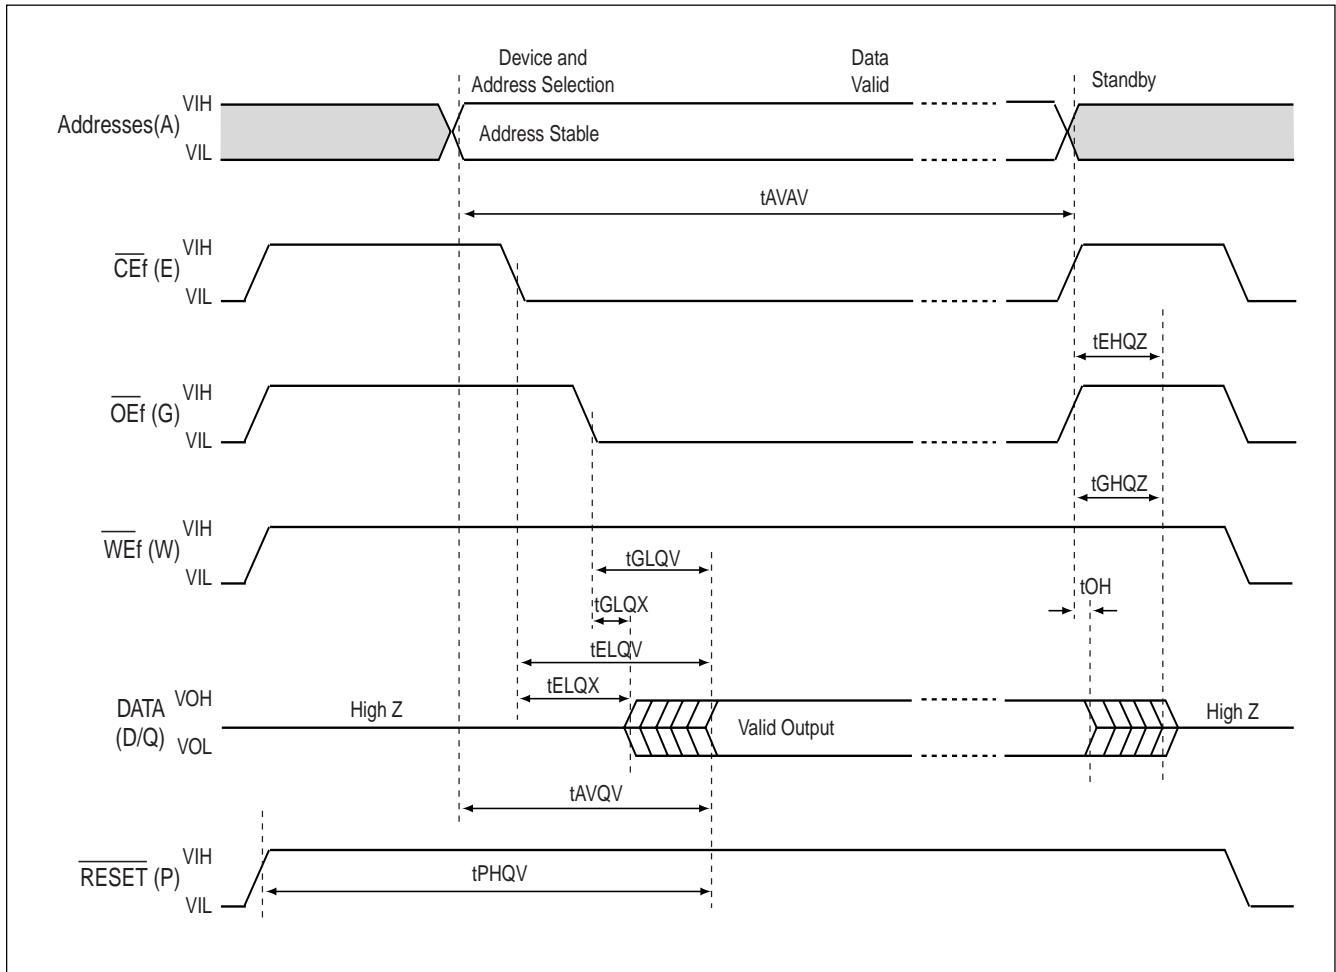 Device and
Address Selection
Data
Valid
Standby
Addresses(A)
VIH
VIL
Address Stable
tAVAV
CEf (E)
VIH
VIL
tEHQZ
OEf (G)
VIH
VIL
tGHQZ
WEf (W)
VIH
VIL
tGLQV
tGLQX
tOH
tELQV
tELQX
DATA
(D/Q)
VOH
VOL
High Z
Valid Output
High Z
tAVQV
RESET (P)
VIH
VIL
tPHQV